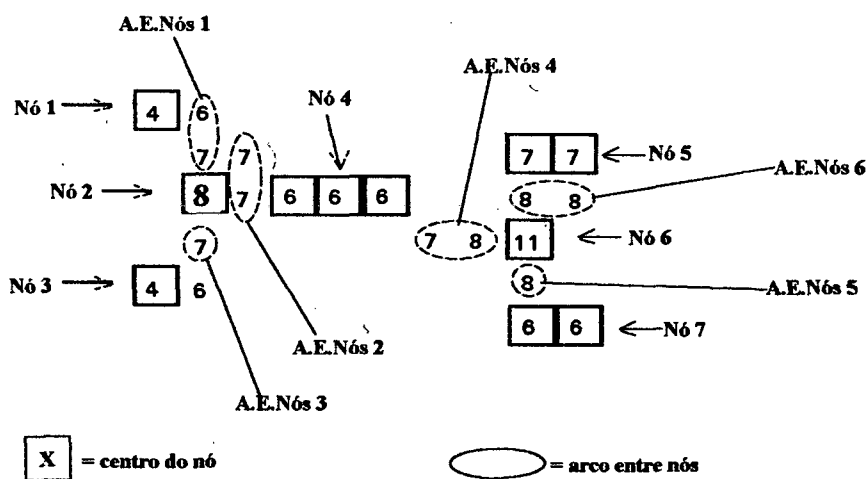 A.E.Nós 1
A.E.Nós 4
Nó 1
4 6
Nó 4
7 7
7 7
Nó 5
A.E.Nós 6
Nó 2
8 7
6 6 6
8 8
7
7 8
11
Nó 6
Nó 3
4 6
8
A.E.Nós 5
A.E.Nós 2
6 6
Nó 7
A.E.Nós 3
X = centro do nó
= arco entre nós